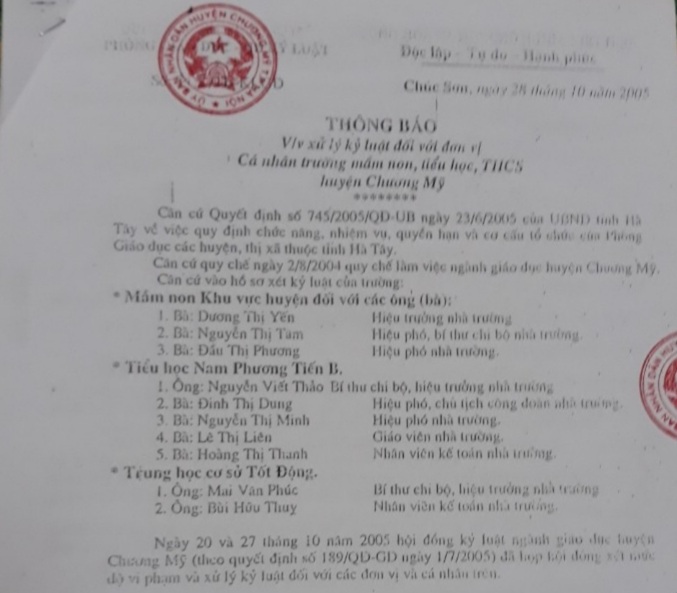 PHÒNG KỶ LUẬT
Độc lập - Tự do - Hạnh phúc
Chúc Sơn, ngày 28 tháng 10 năm 2005
THÔNG BÁO
V/v xử lý kỷ luật đối với đơn vị
Cá nhân trường mầm non, tiểu học, THCS
huyện Chương Mỹ
********
Căn cứ Quyết định số 745/2005/QĐ-UB ngày 23/6/2005 của UBND tỉnh Hà
Tây về việc quy định chức năng, nhiệm vụ, quyền hạn và cơ cấu tổ chức của Phòng
Giáo dục các huyện, thị xã thuộc tỉnh Hà Tây.
Căn cứ quy chế ngày 2/8/2004 quy chế làm việc ngành giáo dục huyện Chương Mỹ.
Căn cứ vào hồ sơ xét kỷ luật của trường:
* Mầm non Khu vực huyện đối với các ông (bà):
1. Bà: Dương Thị Yến Hiệu trưởng nhà trường
2. Bà: Nguyễn Thị Tam Hiệu phó, bí thư chi bộ nhà trường.
3. Bà: Đấu Thị Phương Hiệu phó nhà trường.
* Tiểu học Nam Phương Tiến B.
1. Ông: Nguyễn Viết Thảo Bí thư chi bộ, hiệu trưởng nhà trường
2. Bà: Đinh Thị Dung Hiệu phó, chủ tịch công đoàn nhà trường.
3. Bà: Nguyễn Thị Minh Hiệu phó nhà trường.
4. Bà: Lê Thị Liên Giáo viên nhà trường.
5. Bà: Hoàng Thị Thanh Nhân viên kế toán nhà trường.
* Trung học cơ sở Tốt Động.
1. Ông: Mai Văn Phúc Bí thư chi bộ, hiệu trưởng nhà trường
2. Ông: Bùi Hữu Thuỵ Nhân viên kế toán nhà trường.
Ngày 20 và 27 tháng 10 năm 2005 hội đồng kỷ luật ngành giáo dục huyện
Chương Mỹ (theo quyết định số 189/QĐ-GD ngày 1/7/2005) đã họp hội đồng xét mức
độ vi phạm và xử lý kỷ luật đối với các đơn vị và cá nhân trên.